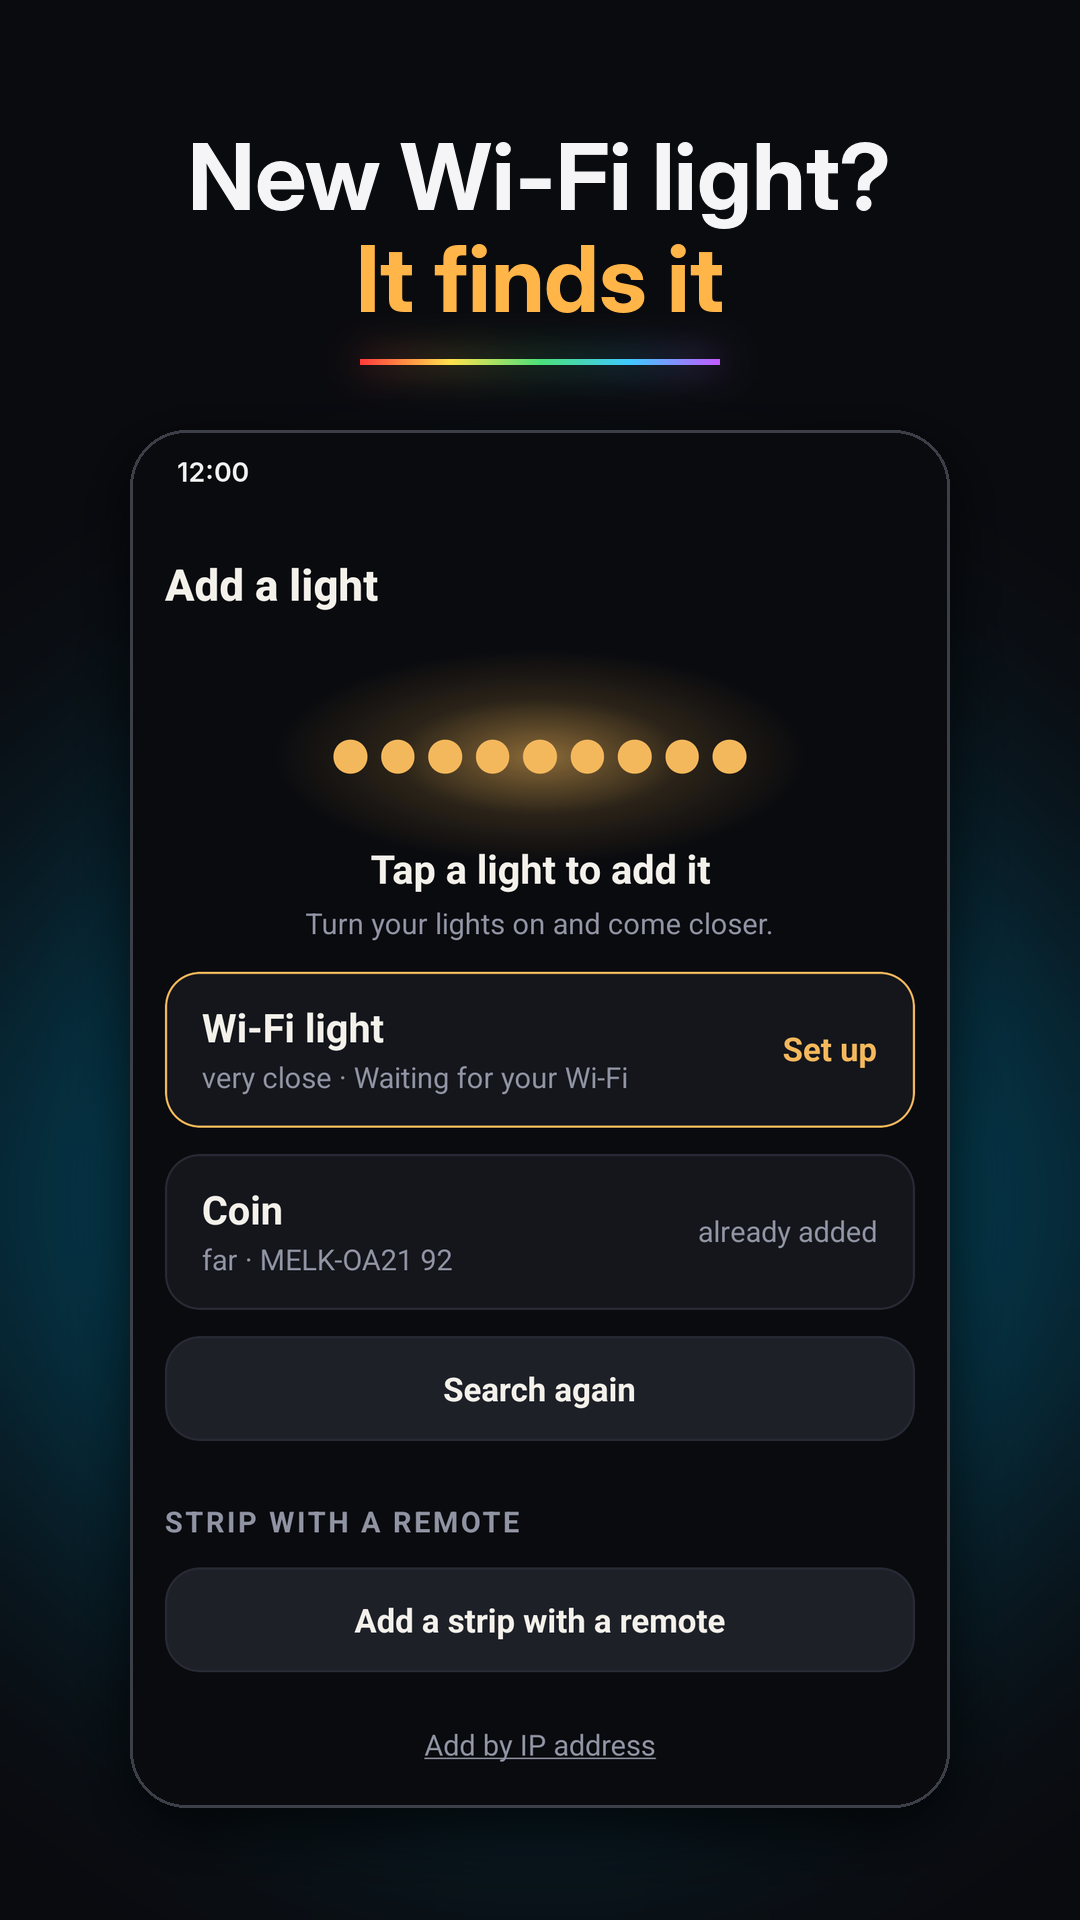 New Wi-Fi light?
It finds it
12:00
Add a light
Tap a light to add it
Turn your lights on and come closer.
Wi-Fi light
very close · Waiting for your Wi-Fi
Set up
Coin
far · MELK-OA21 92
already added
Search again
STRIP WITH A REMOTE
Add a strip with a remote
Add by IP address